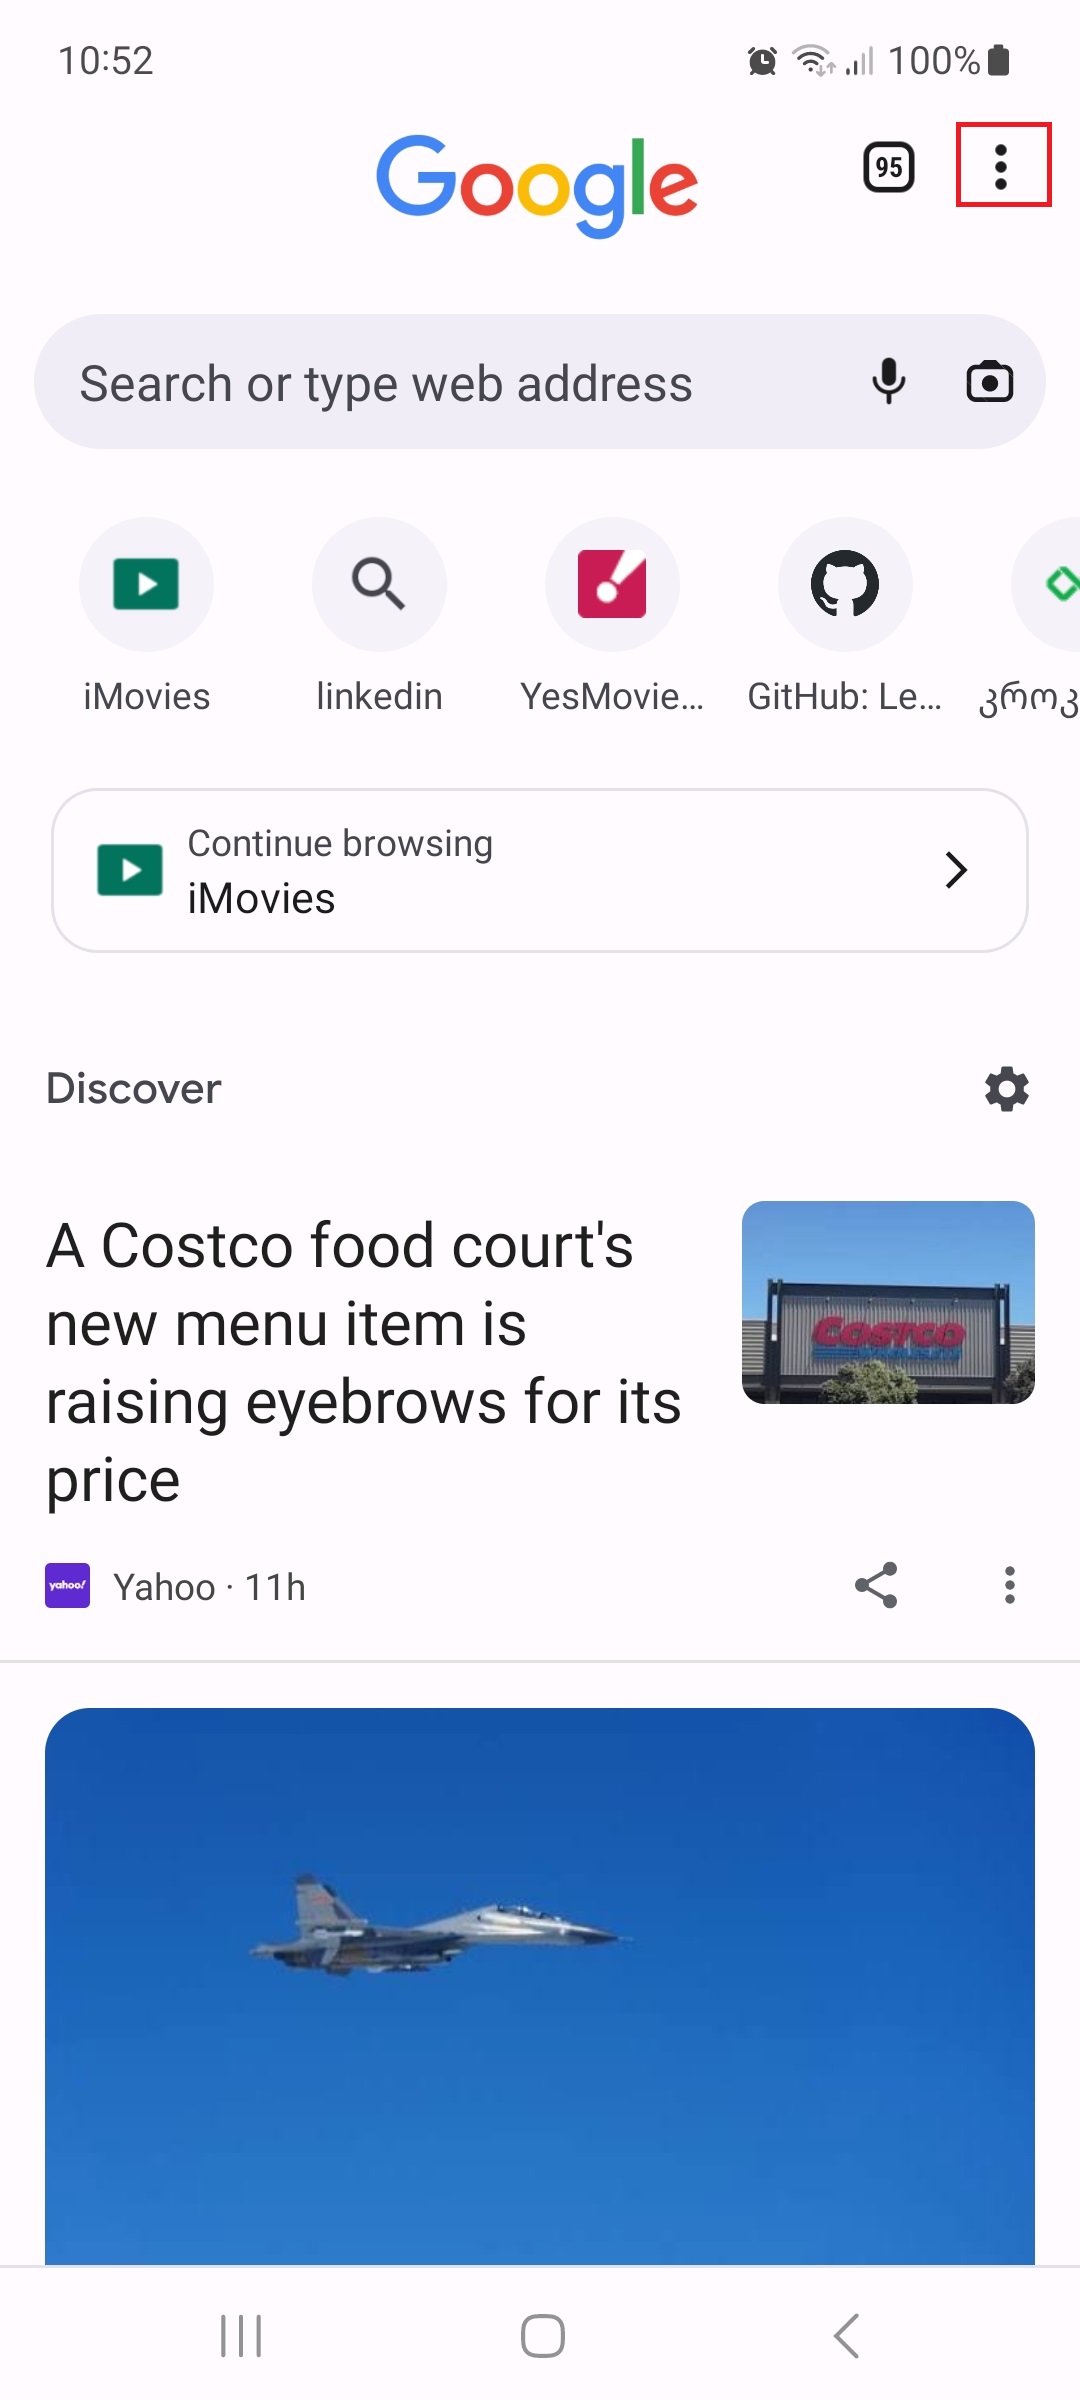 10:52
100%
Google
95
Search or type web address
iMovies
linkedin
YesMovie...
GitHub: Le...
კროკ
Continue browsing
iMovies
Discover
A Costco food court's
new menu item is
raising eyebrows for its
price
COSTCO
yahoo!
Yahoo · 11h